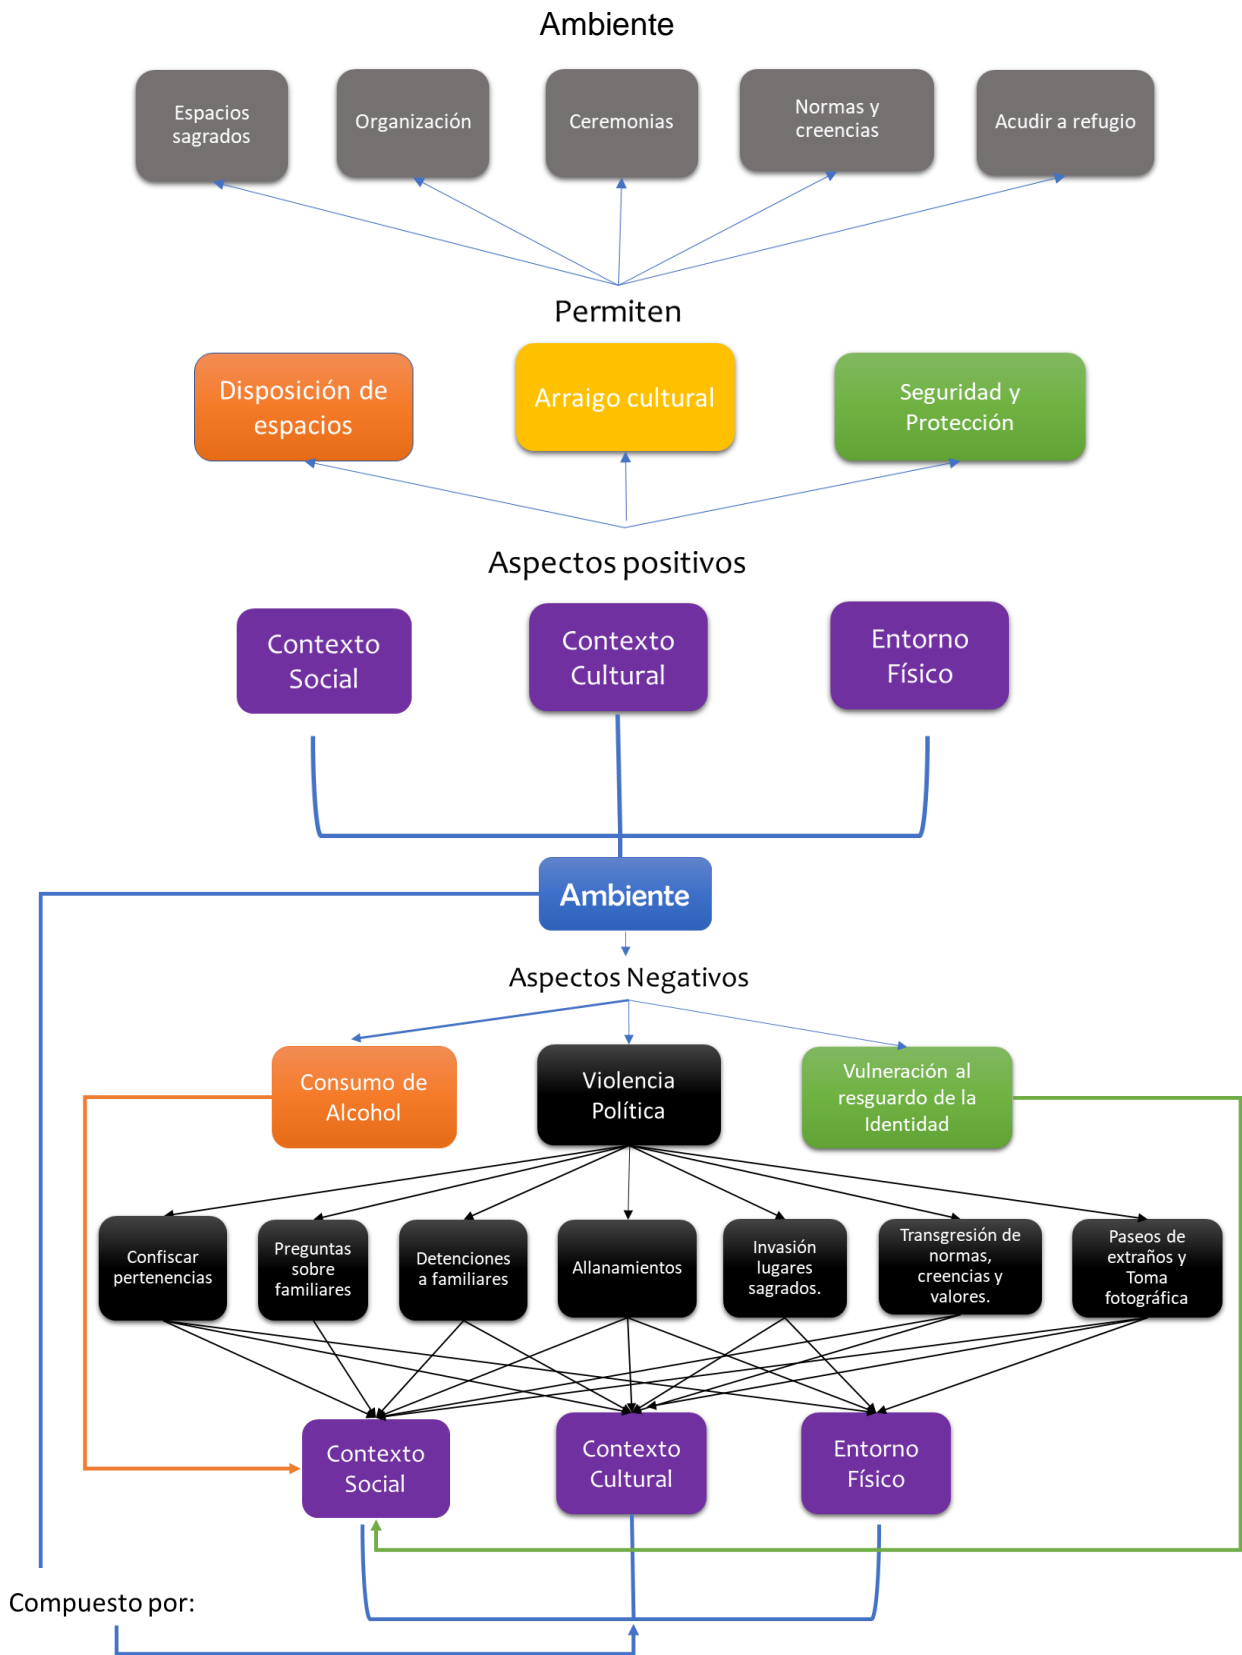 Ambiente
Espacios
sagrados
Organización
Ceremonias
Normas y
creencias
Acudir a refugio
Permiten
Disposición de
espacios
Arraigo cultural
Seguridad y
Protección
Aspectos positivos
Contexto
Social
Contexto
Cultural
Entorno
Físico
Ambiente
Aspectos Negativos
Consumo de
Alcohol
Violencia
Política
Vulneración al
resguardo de la
Identidad
Confiscar
pertenencias
Preguntas
sobre
familiares
Detenciones
a familiares
Allanamientos
Invasión
lugares
sagrados.
Transgresión de
normas,
creencias y
valores.
Paseos de
extraños y
Toma
fotográfica
Contexto
Social
Contexto
Cultural
Entorno
Físico
Compuesto por: